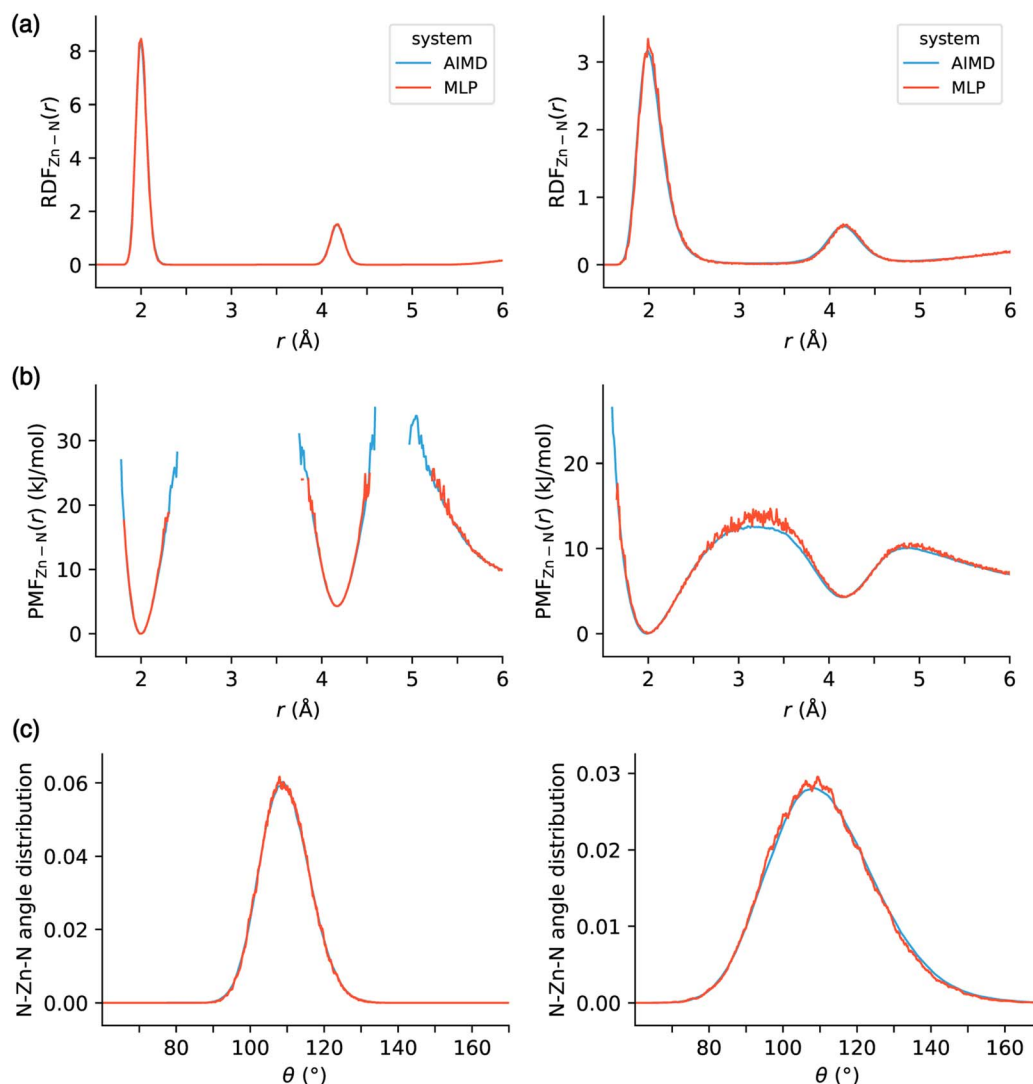 (a)
system
AIMD
MLP
RDF Zn−N(r)
8
6
4
2
0
2 3 4 5 6
r (Å)
system
AIMD
MLP
RDF Zn−N(r)
3
2
1
0
2 3 4 5 6
r (Å)
(b)
PMF Zn−N(r) (kJ/mol)
30
20
10
0
2 3 4 5 6
r (Å)
PMF Zn−N(r) (kJ/mol)
20
10
0
2 3 4 5 6
r (Å)
(c)
N-Zn-N angle distribution
0.06
0.04
0.02
0.00
80 100 120 140 160
θ (°)
N-Zn-N angle distribution
0.03
0.02
0.01
0.00
80 100 120 140 160
θ (°)